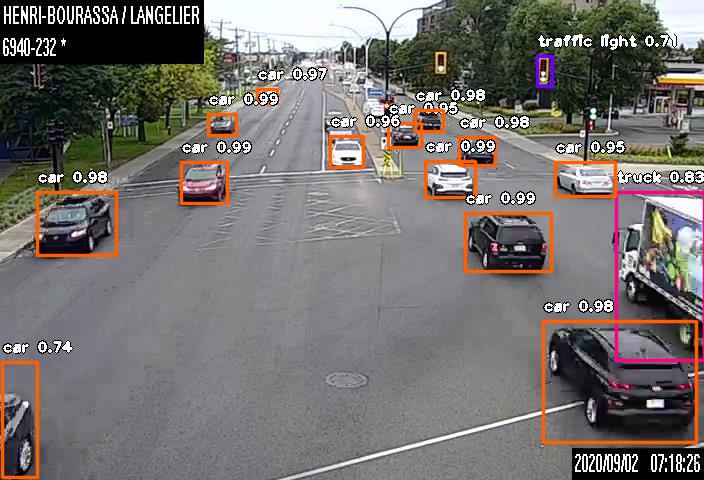 HENRI-BOURASSA / LANGELIER
6940-232 *
traffic light 0.71
car 0.97
car 0.99
car 0.98
car 0.95
car 0.96
car 0.98
car 0.99
car 0.99
car 0.95
car 0.98
truck 0.83
car 0.99
car 0.98
car 0.74
2020/09/02 07:18:26